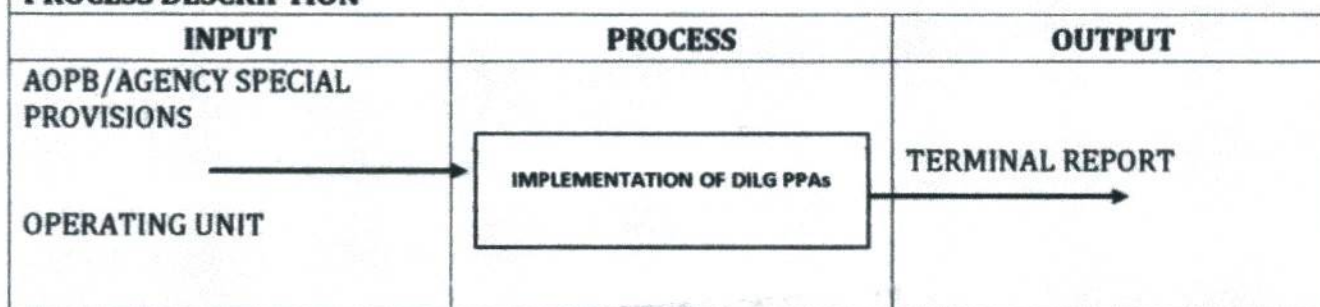 INPUT
PROCESS
OUTPUT
AOPB/AGENCY SPECIAL
PROVISIONS
IMPLEMENTATION OF DILG PPAs
TERMINAL REPORT
OPERATING UNIT